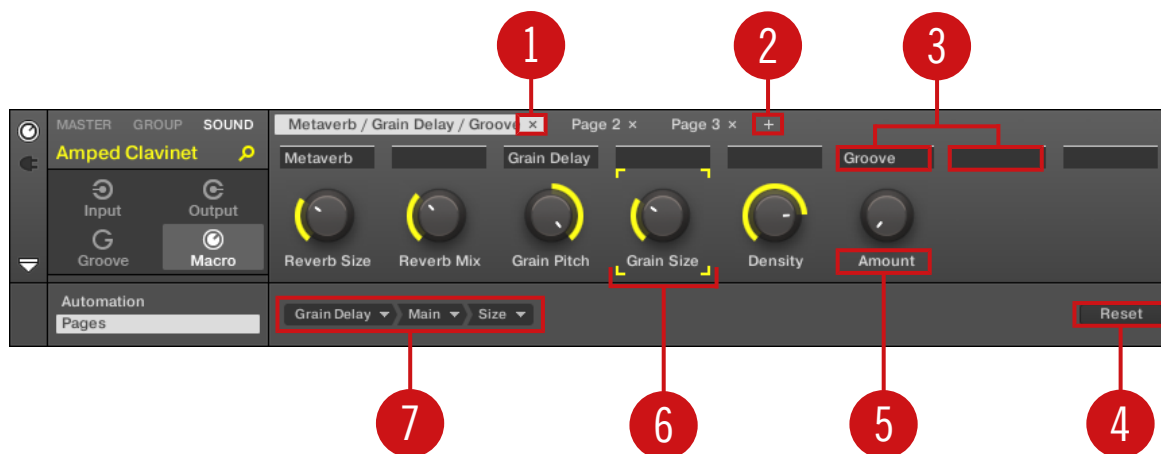 1 2 3
MASTER GROUP SOUND
Metaverb / Grain Delay / Groove × Page 2 × Page 3 × +
Amped Clavinet
Metaverb Grain Delay Groove
Input Output
Groove Macro
Reverb Size Reverb Mix Grain Pitch Grain Size Density Amount
Automation
Pages
Grain Delay Main Size Reset
7 6 5 4